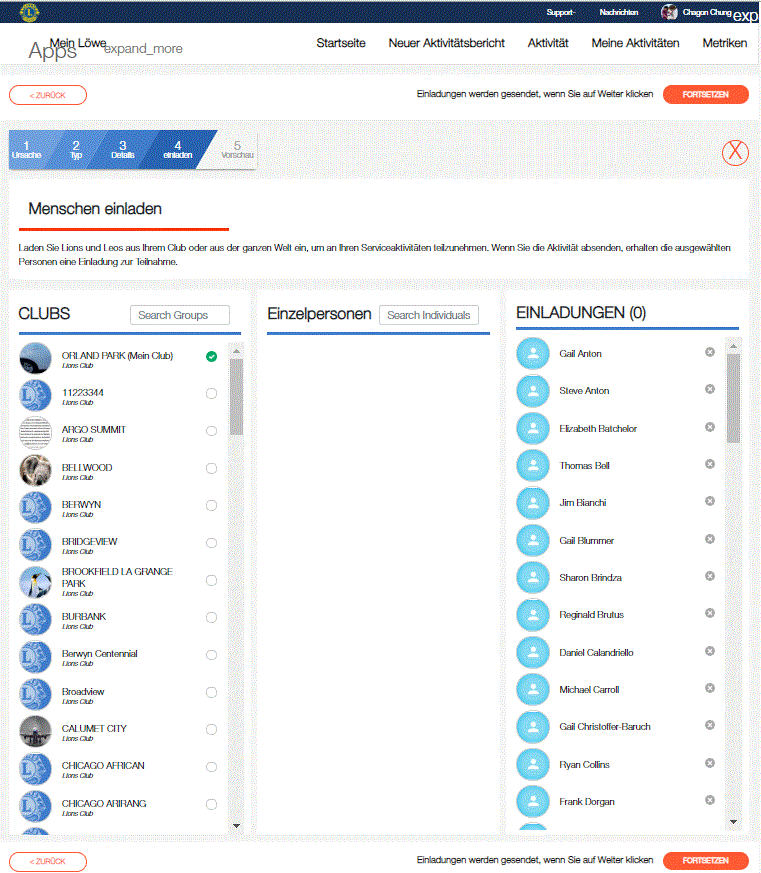 Support-
Nachrichten
Chagon Chung
exp
Apps
Mein Löwe
expand_more
Startseite
Neuer Aktivitätsbericht
Aktivität
Meine Aktivitäten
Metriken
< ZURÜCK
Einladungen werden gesendet, wenn Sie auf Weiter klicken
FORTSETZEN
1
Ursache
2
Typ
3
Details
4
einladen
5
Vorschau
X
Menschen einladen
Laden Sie Lions und Leos aus Ihrem Club oder aus der ganzen Welt ein, um an Ihren Serviceaktivitäten teilzunehmen. Wenn Sie die Aktivität absenden, erhalten die ausgewählten
Personen eine Einladung zur Teilnahme.
CLUBS
Search Groups
ORLAND PARK (Mein Club)
Lions Club
11223344
Lions Club
ARGO SUMMIT
Lions Club
BELLWOOD
Lions Club
BERWYN
Lions Club
BRIDGEVIEW
Lions Club
BROOKFIELD LA GRANGE
PARK
Lions Club
BURBANK
Lions Club
Berwyn Centennial
Lions Club
Broadview
Lions Club
CALUMET CITY
Lions Club
CHICAGO AFRICAN
Lions Club
CHICAGO ARIRANG
Lions Club
Einzelpersonen
Search Individuals
EINLADUNGEN (0)
Gail Anton
Steve Anton
Elizabeth Batchelor
Thomas Bell
Jim Bianchi
Gail Blummer
Sharon Brindza
Reginald Brutus
Daniel Calandriello
Michael Carroll
Gail Christoffer-Baruch
Ryan Collins
Frank Dorgan
< ZURÜCK
Einladungen werden gesendet, wenn Sie auf Weiter klicken
FORTSETZEN